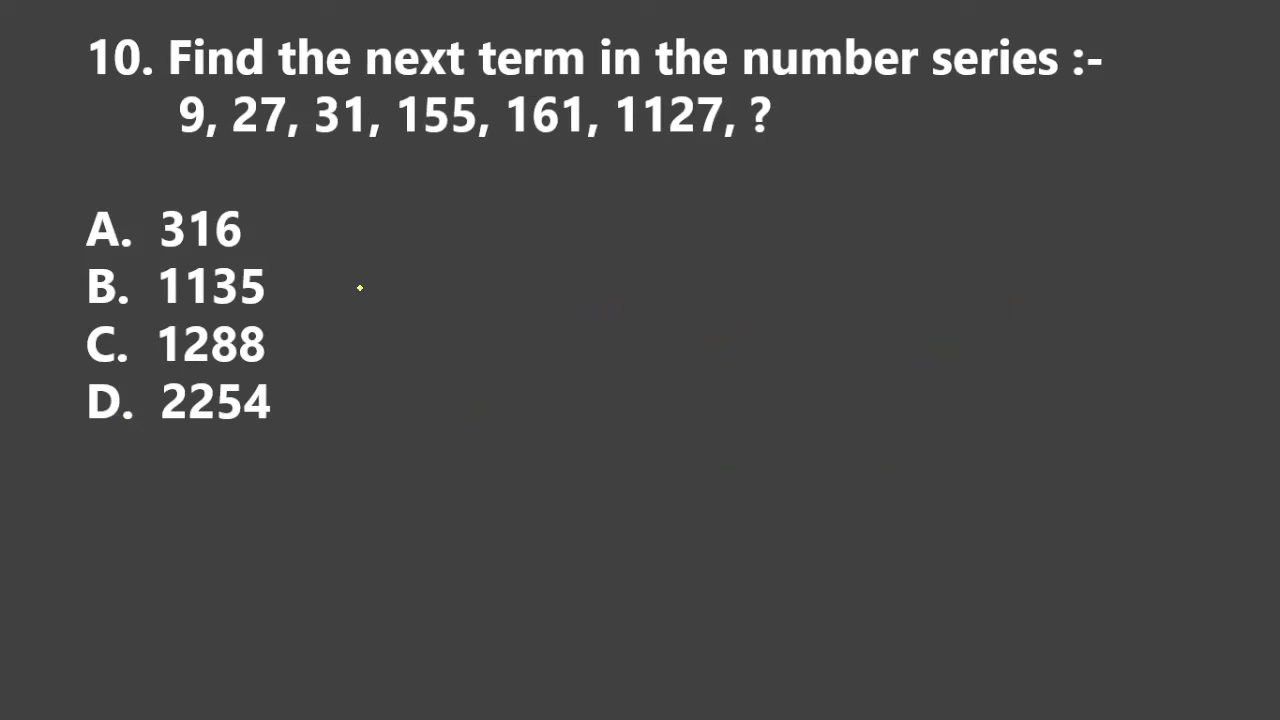 10. Find the next term in the number series :-
9, 27, 31, 155, 161, 1127, ?
A. 316
B. 1135
C. 1288
D. 2254